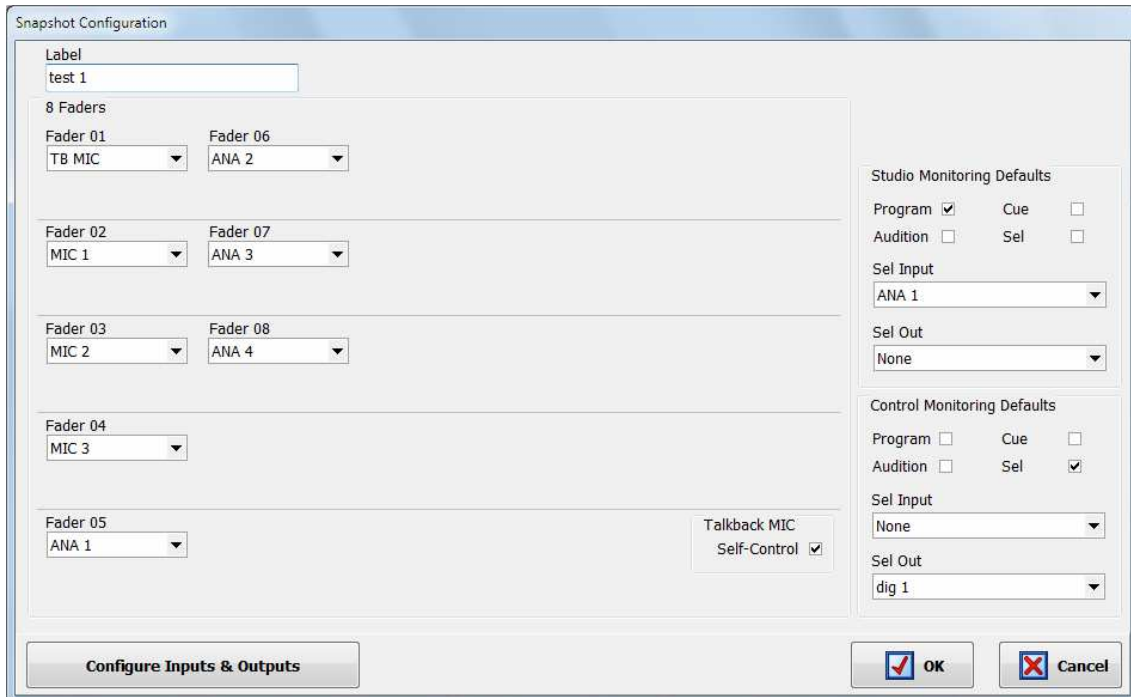 Snapshot Configuration
Label
test 1
8 Faders
Fader 01
TB MIC
Fader 06
ANA 2
Fader 02
MIC 1
Fader 07
ANA 3
Fader 03
MIC 2
Fader 08
ANA 4
Fader 04
MIC 3
Fader 05
ANA 1
Talkback MIC
Self-Control
Studio Monitoring Defaults
Program
Cue
Audition
Sel
Sel Input
ANA 1
Sel Out
None
Control Monitoring Defaults
Program
Cue
Audition
Sel
Sel Input
None
Sel Out
dig 1
Configure Inputs & Outputs
OK
Cancel